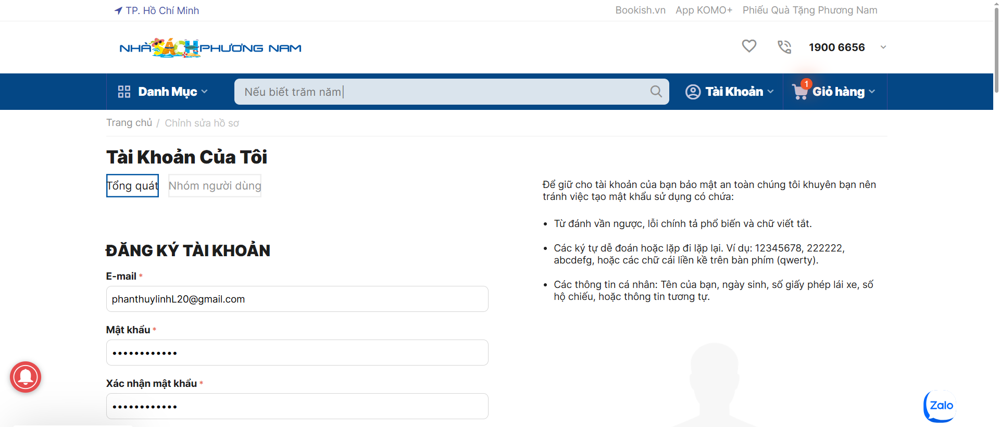 TP. Hồ Chí Minh
Bookish.vn App KOMO+ Phiếu Quà Tặng Phương Nam
NHÀ SÁCH PHƯƠNG NAM
1900 6656
Danh Mục
Nếu biết trăm năm
Tài Khoản
1
Giỏ hàng
Trang chủ / Chỉnh sửa hồ sơ
Tài Khoản Của Tôi
Tổng quát
Nhóm người dùng
ĐĂNG KÝ TÀI KHOẢN
E-mail *
phanthuylinhL20@gmail.com
Mật khẩu *
••••••••••••
Xác nhận mật khẩu *
••••••••••••
Để giữ cho tài khoản của bạn bảo mật an toàn chúng tôi khuyên bạn nên
tránh việc tạo mật khẩu sử dụng có chứa:
• Từ đánh vần ngược, lỗi chính tả phổ biến và chữ viết tắt.
• Các ký tự dễ đoán hoặc lặp đi lặp lại. Ví dụ: 12345678, 222222,
abcdefg, hoặc các chữ cái liền kề trên bàn phím (qwerty).
• Các thông tin cá nhân: Tên của bạn, ngày sinh, số giấy phép lái xe, số
hộ chiếu, hoặc thông tin tương tự.
Zalo